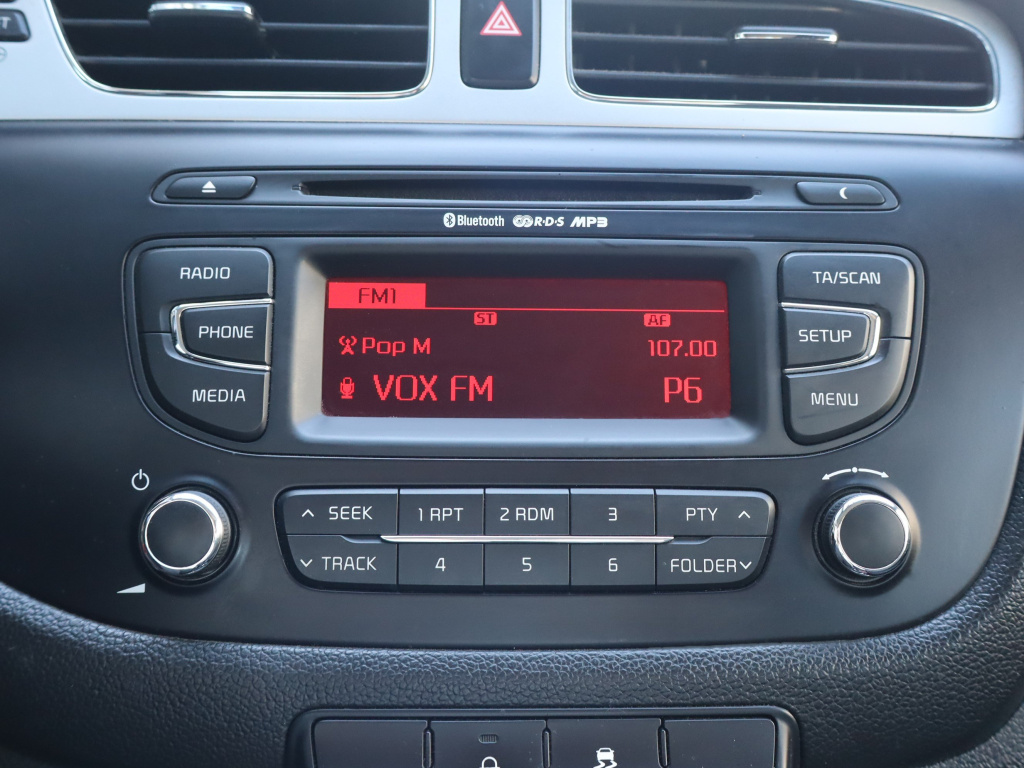 Bluetooth R·D·S MP3
RADIO
PHONE
MEDIA
FM1
ST AF
Pop M 107.00
VOX FM P6
TA/SCAN
SETUP
MENU
SEEK 1 RPT 2 RDM 3 PTY
TRACK 4 5 6 FOLDER